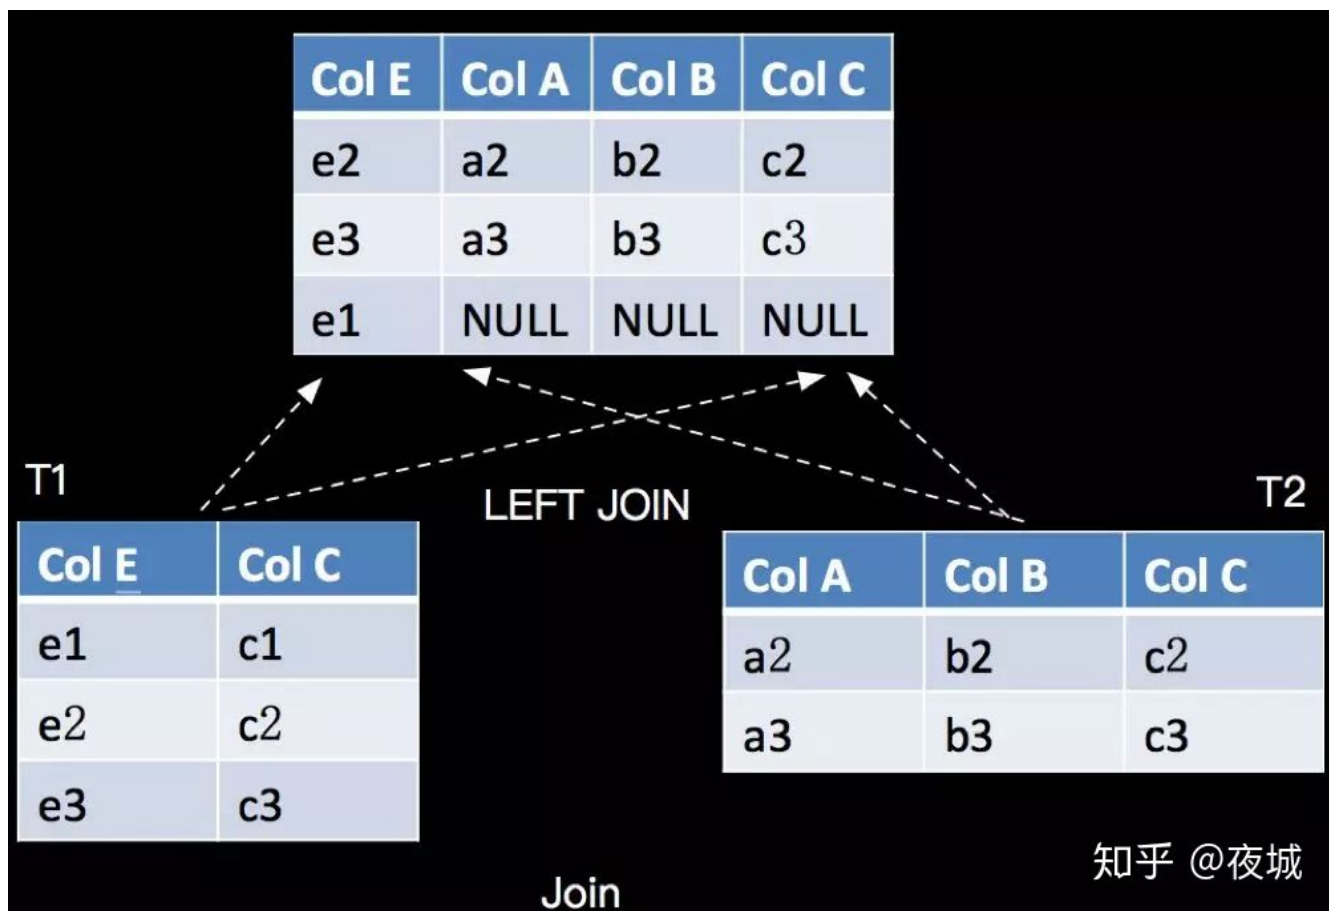 Col E Col A Col B Col C
e2 a2 b2 c2
e3 a3 b3 c3
e1 NULL NULL NULL
T1
LEFT JOIN
T2
Col E Col C
e1 c1
e2 c2
e3 c3
Col A Col B Col C
a2 b2 c2
a3 b3 c3
知乎 @夜城
Join